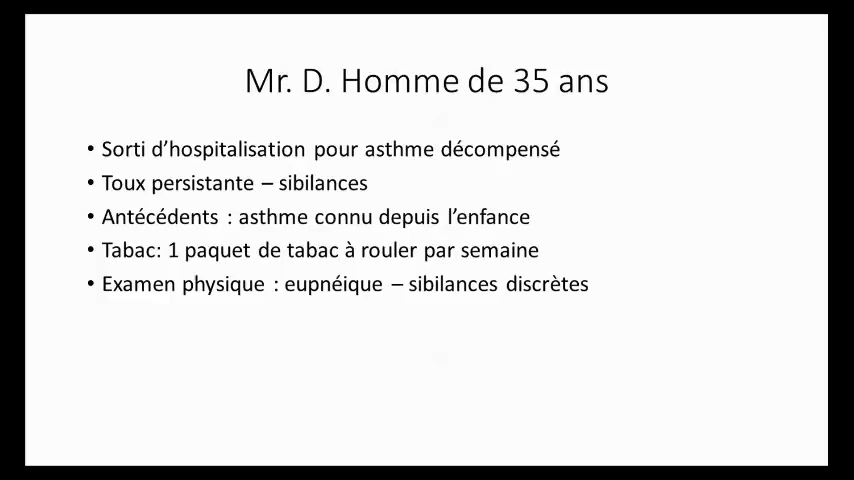 Mr. D. Homme de 35 ans
• Sorti d’hospitalisation pour asthme décompensé
• Toux persistante – sibilances
• Antécédents : asthme connu depuis l’enfance
• Tabac: 1 paquet de tabac à rouler par semaine
• Examen physique : eupnéique – sibilances discrètes